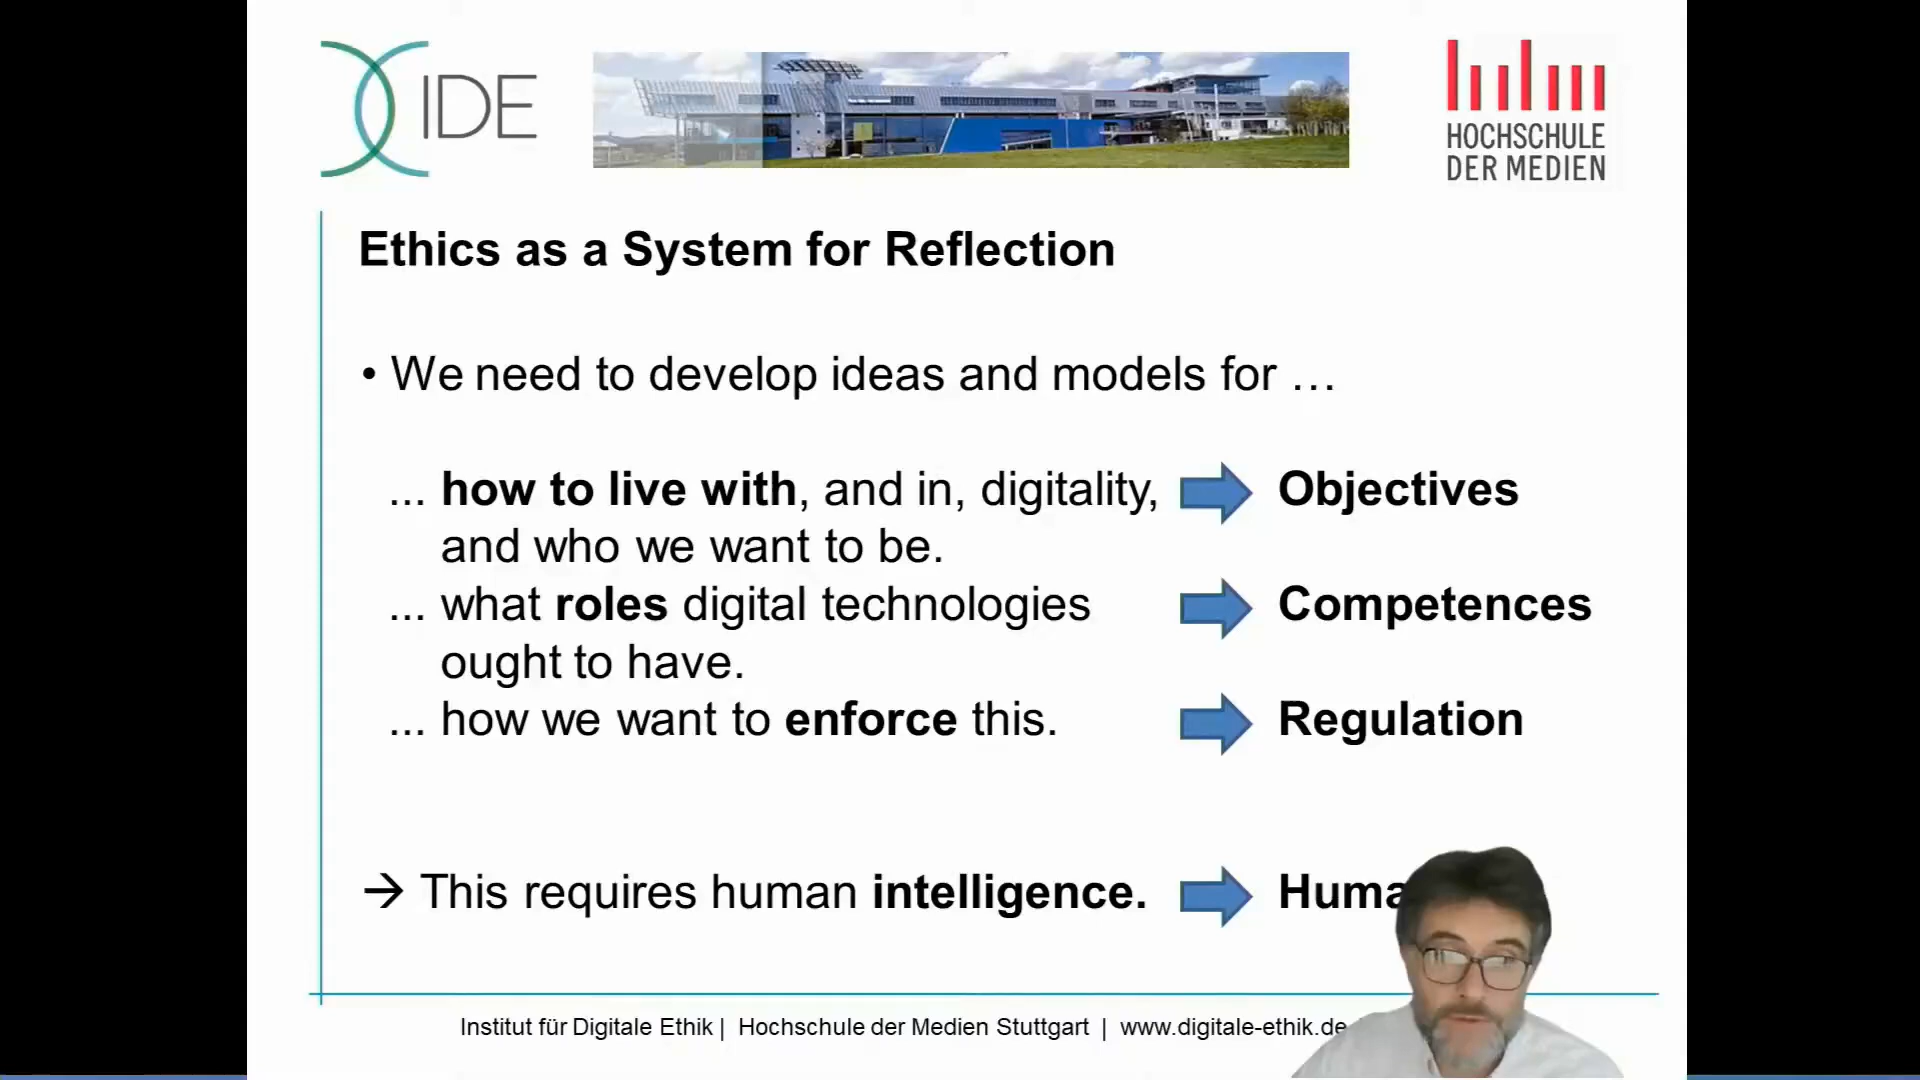 IDE
HOCHSCHULE
DER MEDIEN
Ethics as a System for Reflection
• We need to develop ideas and models for …
... how to live with, and in, digitality, Objectives
and who we want to be.
... what roles digital technologies Competences
ought to have.
... how we want to enforce this. Regulation
→ This requires human intelligence.
Institut für Digitale Ethik | Hochschule der Medien Stuttgart | www.digitale-ethik.de